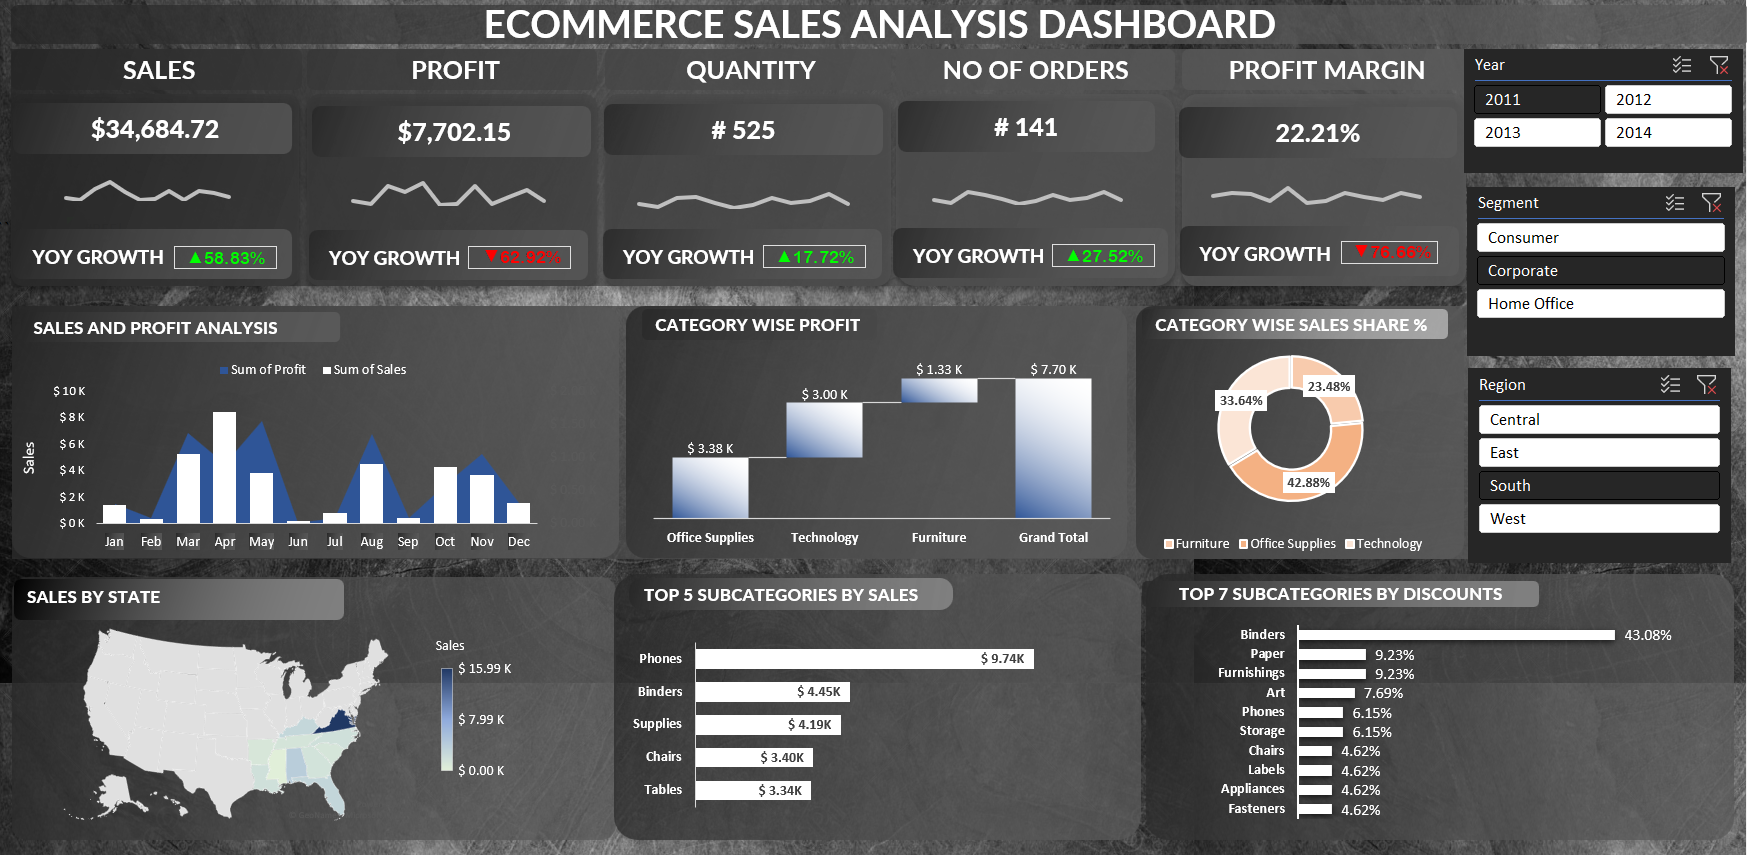 ECOMMERCE SALES ANALYSIS DASHBOARD
SALES
PROFIT
QUANTITY
NO OF ORDERS
PROFIT MARGIN
$34,684.72
$7,702.15
# 525
# 141
22.21%
YOY GROWTH ▲58.83%
YOY GROWTH ▼62.92%
YOY GROWTH ▲17.72%
YOY GROWTH ▲27.52%
YOY GROWTH
Year
2011
2012
2013
2014
Segment
Consumer
Corporate
Home Office
Region
Central
East
South
West
SALES AND PROFIT ANALYSIS
Sum of Profit
Sum of Sales
Sales
$ 10 K
$ 8 K
$ 6 K
$ 4 K
$ 2 K
$ 0 K
Jan Feb Mar Apr May Jun Jul Aug Sep Oct Nov Dec
CATEGORY WISE PROFIT
$ 3.38 K
$ 3.00 K
$ 1.33 K
$ 7.70 K
Office Supplies
Technology
Furniture
Grand Total
CATEGORY WISE SALES SHARE %
23.48%
33.64%
42.88%
Furniture
Office Supplies
Technology
SALES BY STATE
Sales
$ 15.99 K
$ 7.99 K
$ 0.00 K
TOP 5 SUBCATEGORIES BY SALES
Phones $ 9.74K
Binders $ 4.45K
Supplies $ 4.19K
Chairs $ 3.40K
Tables $ 3.34K
TOP 7 SUBCATEGORIES BY DISCOUNTS
Binders 43.08%
Paper 9.23%
Furnishings 9.23%
Art 7.69%
Phones 6.15%
Storage 6.15%
Chairs 4.62%
Labels 4.62%
Appliances 4.62%
Fasteners 4.62%